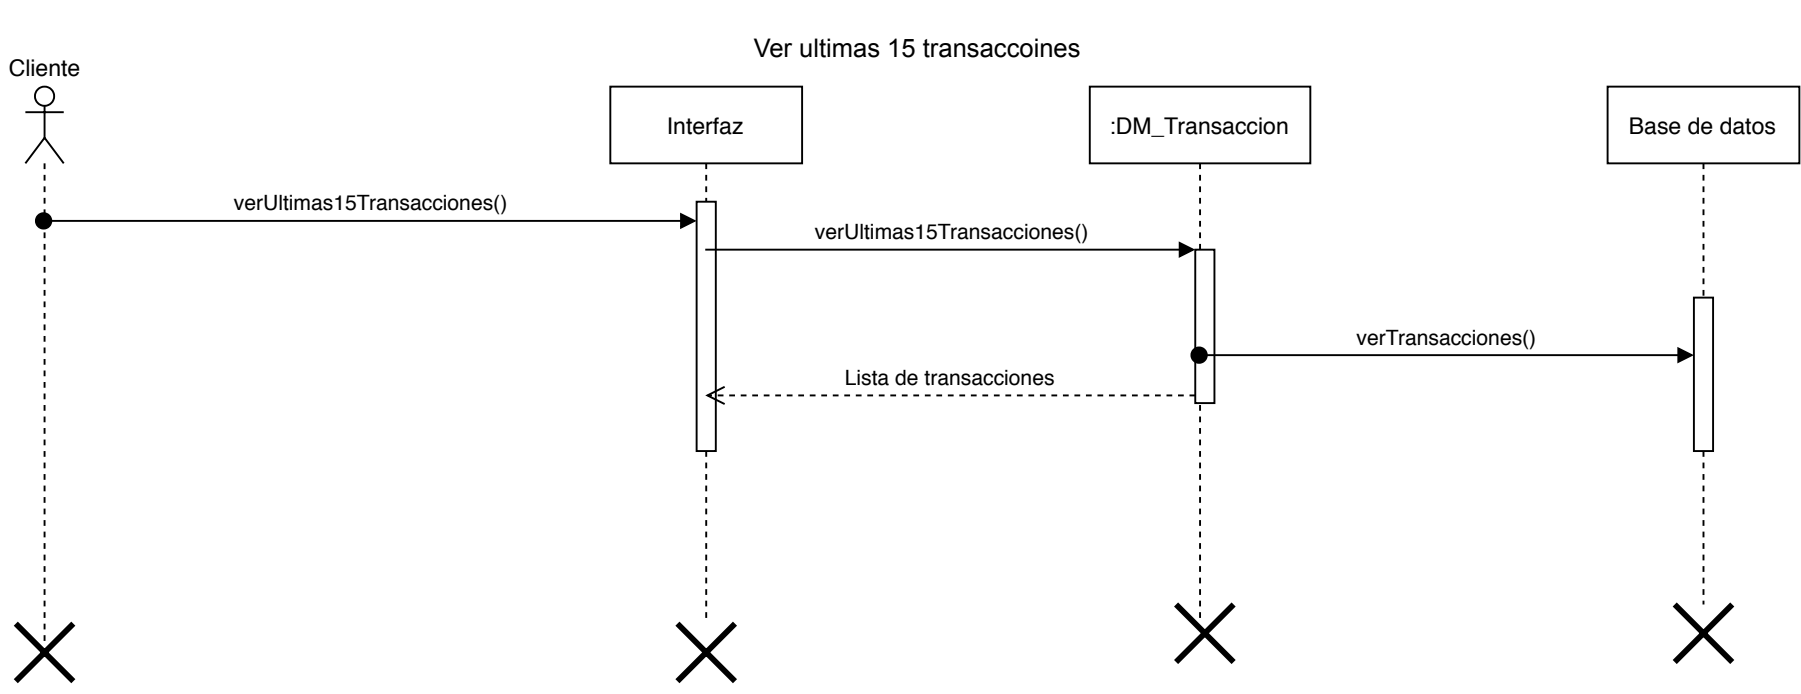 Ver ultimas 15 transaccoines
Cliente
Interfaz
:DM_Transaccion
Base de datos
verUltimas15Transacciones()
verUltimas15Transacciones()
verTransacciones()
Lista de transacciones